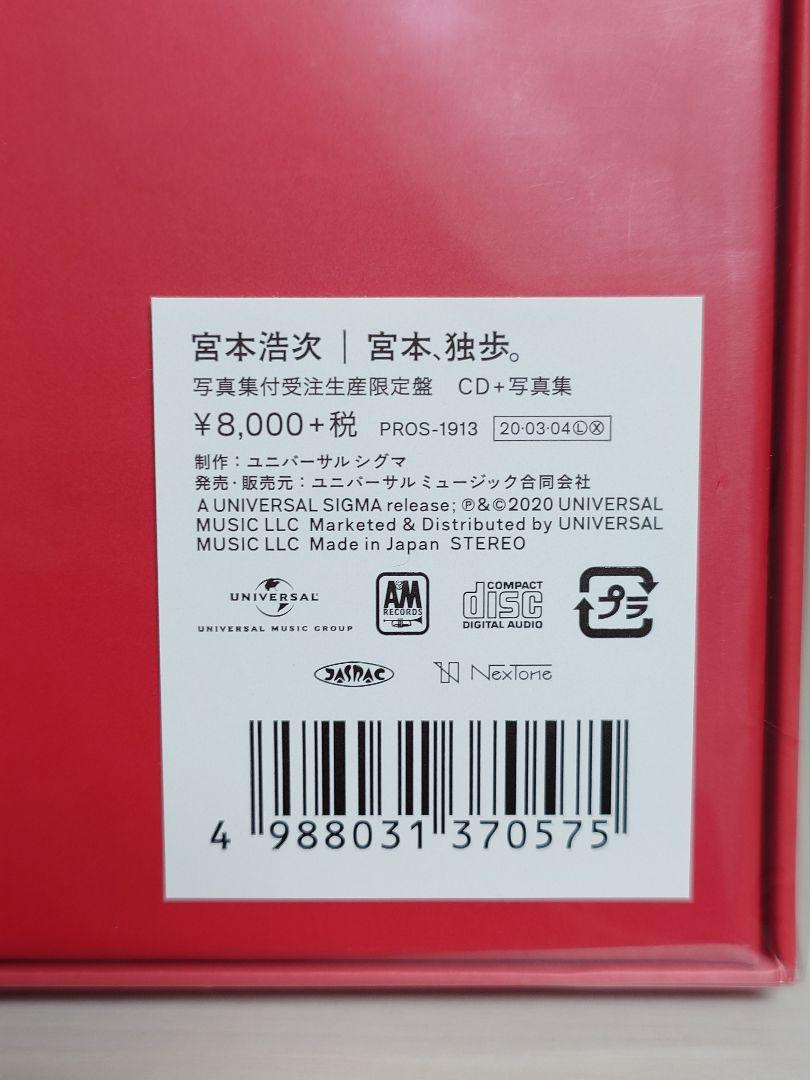 宮本浩次｜宮本、独歩。
写真集付受注生産限定盤　CD+写真集
¥8,000+税 PROS-1913 20·03·04ⓁⓍ
制作：ユニバーサル シグマ
発売・販売元：ユニバーサル ミュージック合同会社
A UNIVERSAL SIGMA release; ℗&©2020 UNIVERSAL
MUSIC LLC Marketed & Distributed by UNIVERSAL
MUSIC LLC Made in Japan STEREO
UNIVERSAL
UNIVERSAL MUSIC GROUP
A&M
RECORDS
COMPACT
disc
DIGITAL AUDIO
プラ
JASRAC
NexTone
4 988031 370575